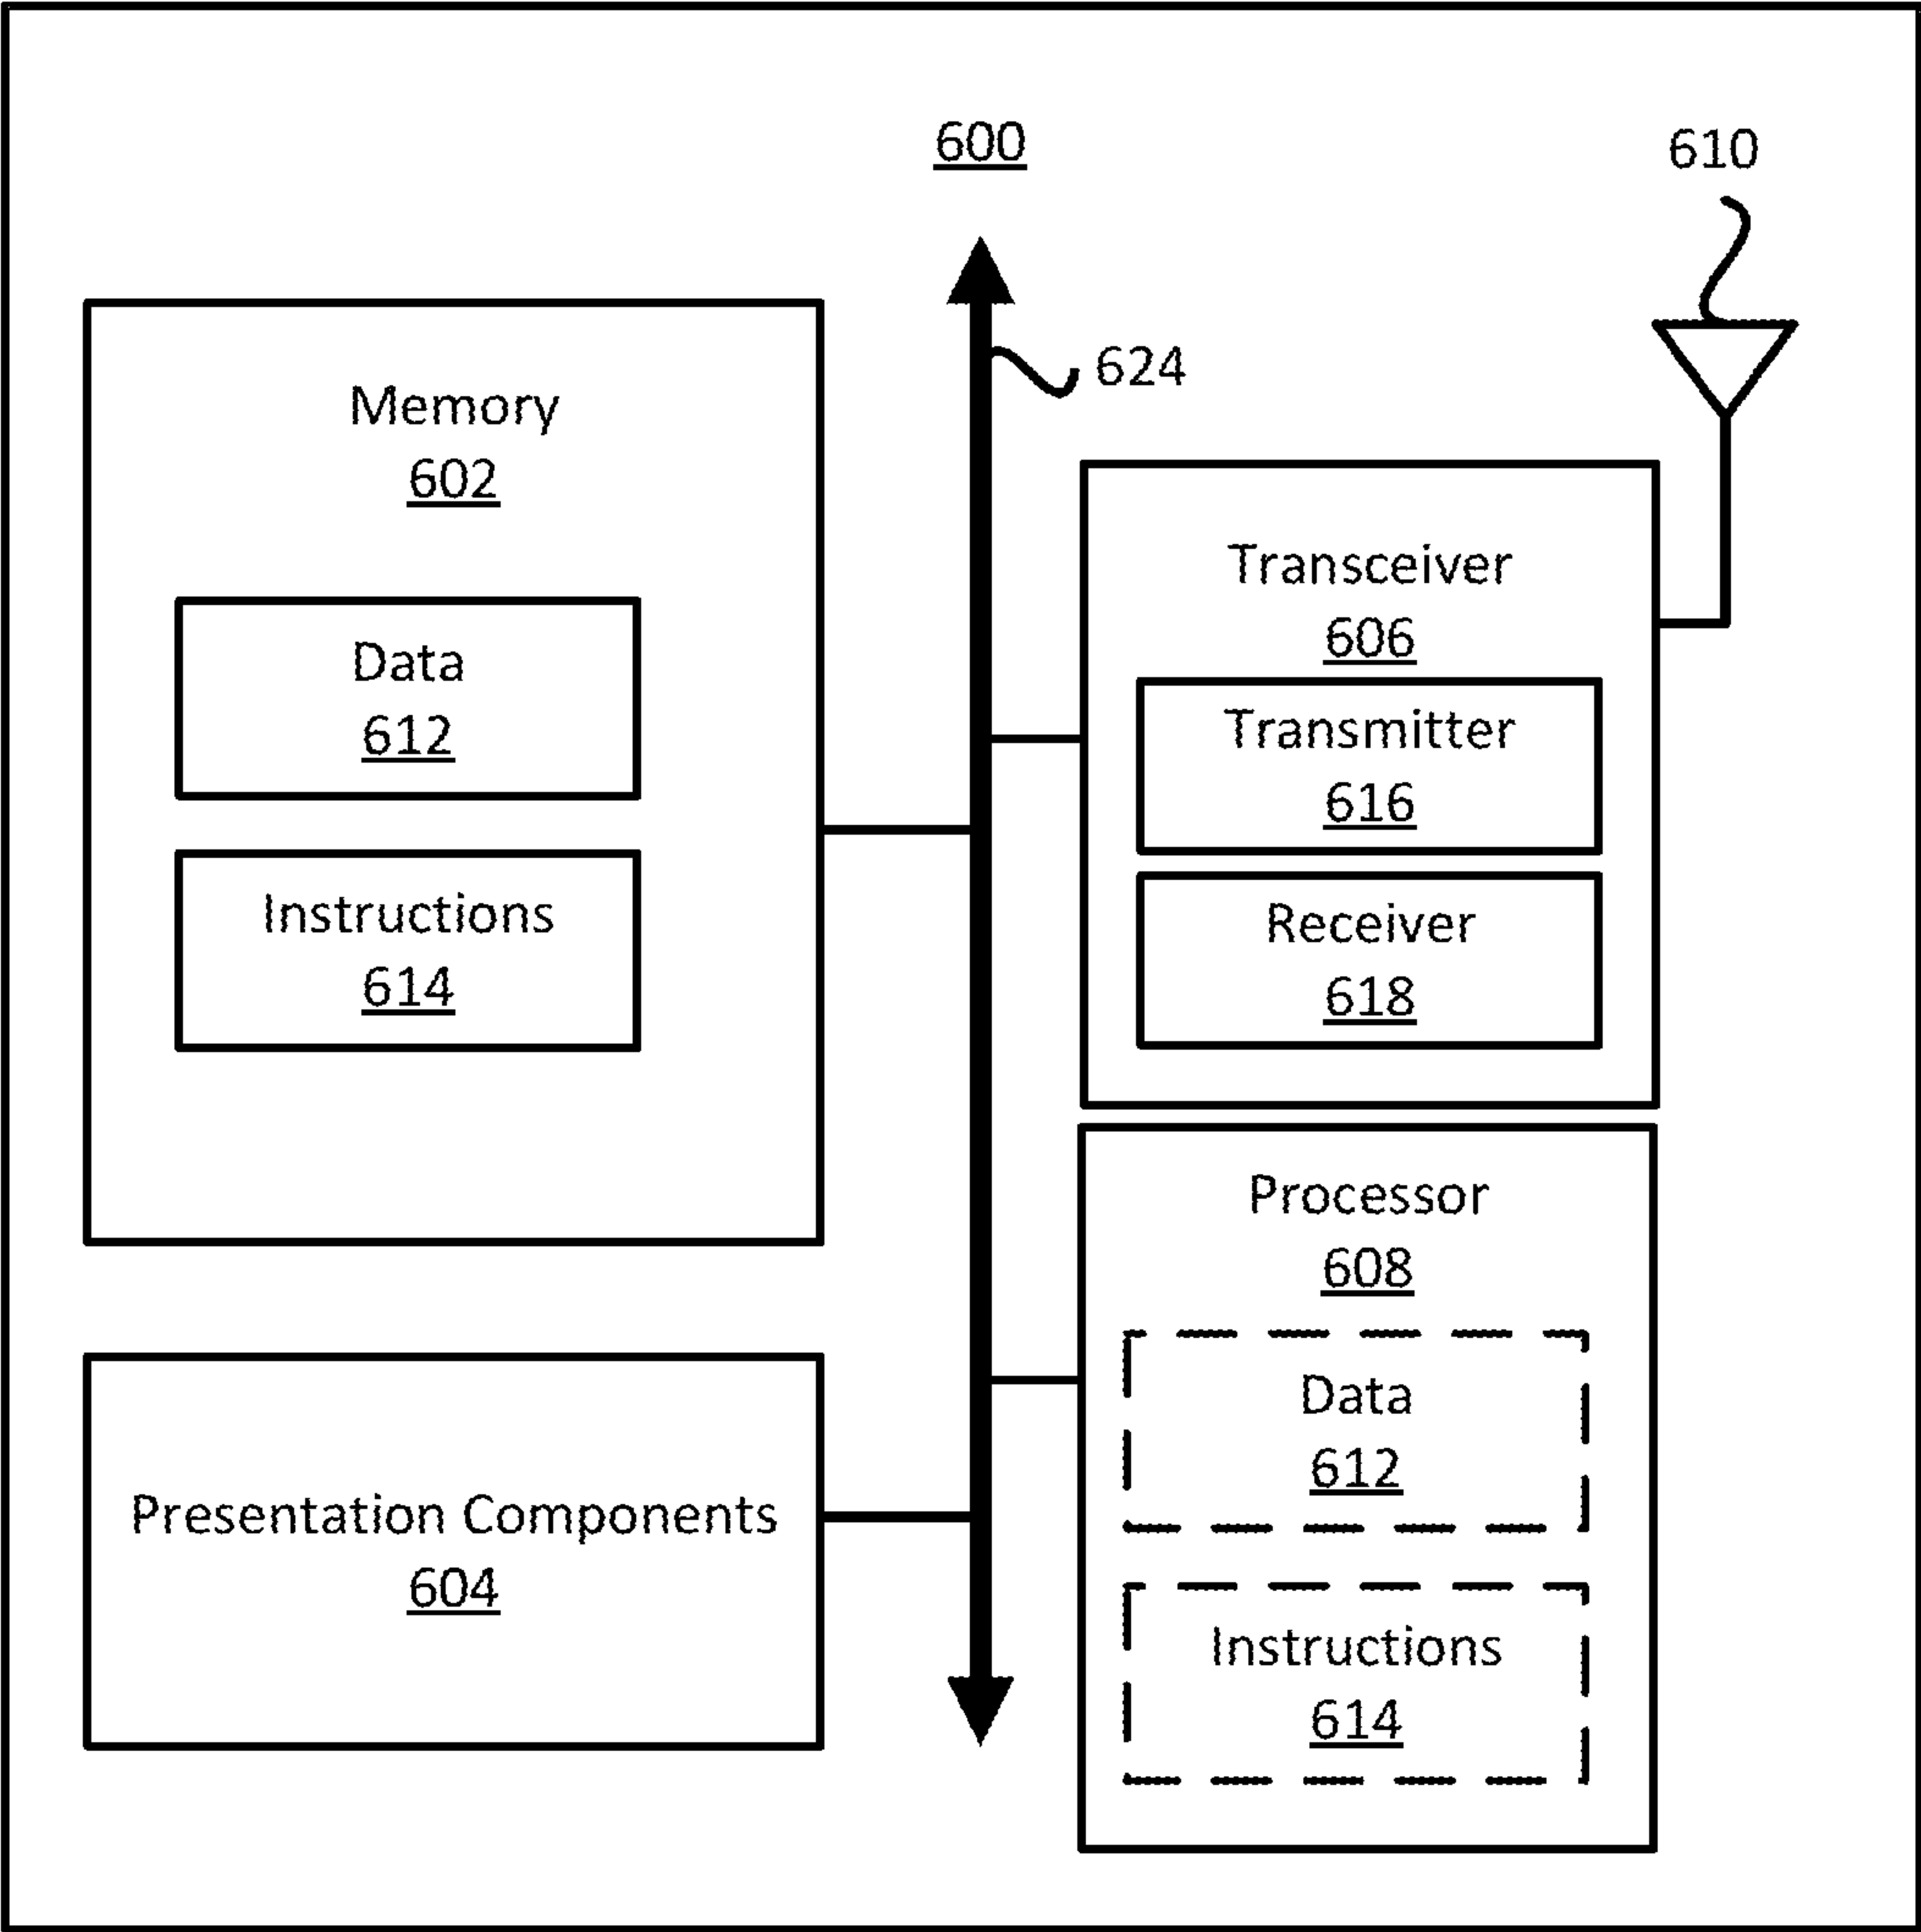 600
610
624
Memory
602
Data
612
Instructions
614
Transceiver
606
Transmitter
616
Receiver
618
Processor
608
Data
612
Instructions
614
Presentation Components
604